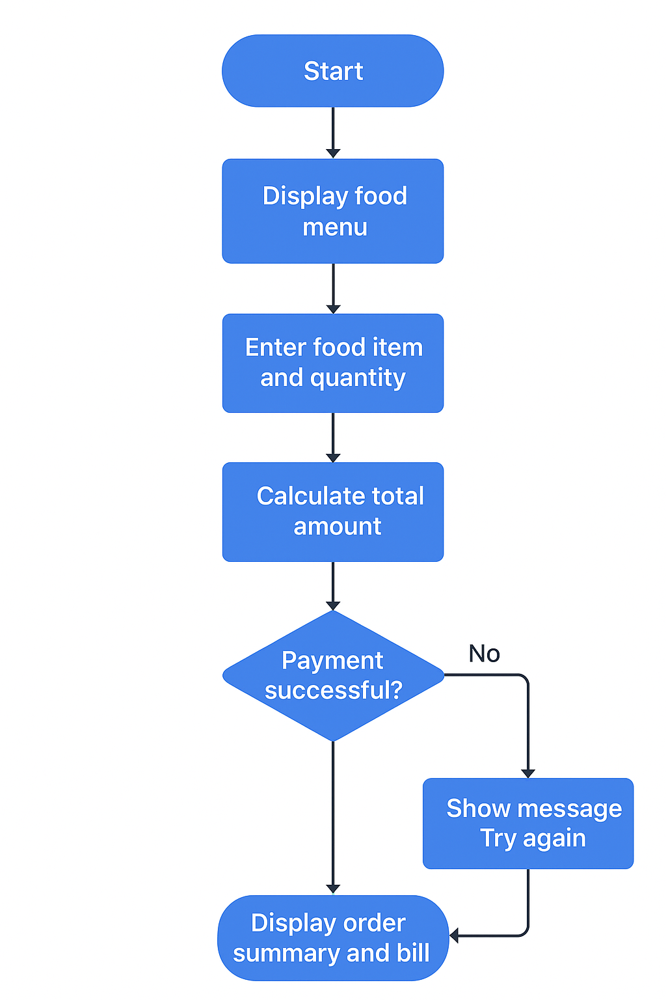 Start
Display food
menu
Enter food item
and quantity
Calculate total
amount
Payment
successful?
No
Show message
Try again
Display order
summary and bill